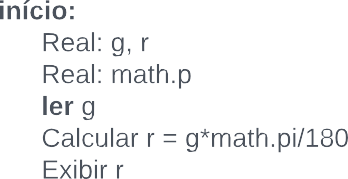 início:
Real: g, r
Real: math.p
ler g
Calcular r = g*math.pi/180
Exibir r